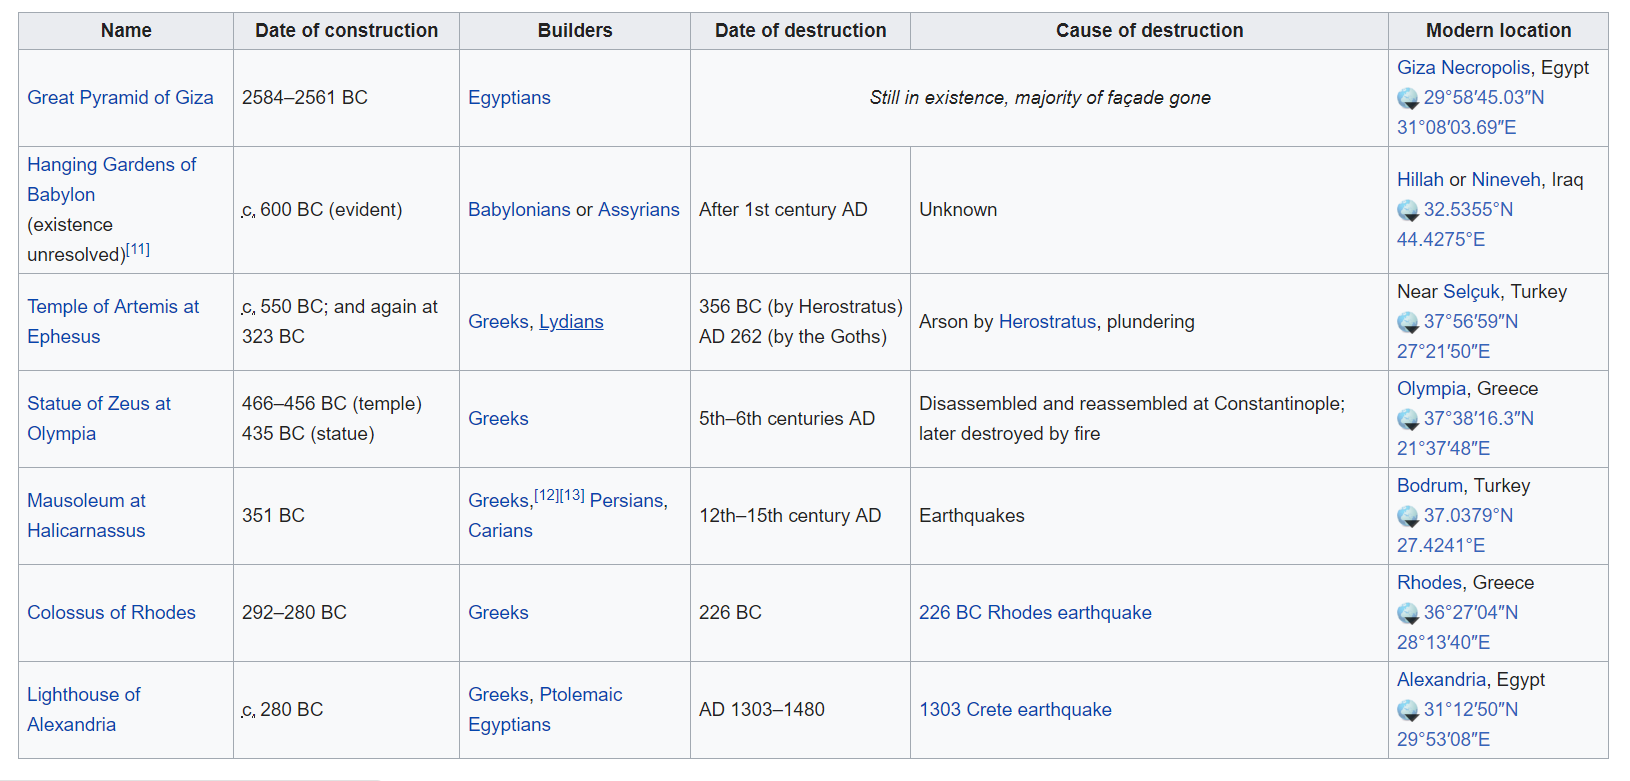 Name
Date of construction
Builders
Date of destruction
Cause of destruction
Modern location
Great Pyramid of Giza
2584–2561 BC
Egyptians
Still in existence, majority of façade gone
Giza Necropolis, Egypt
29°58′45.03″N
31°08′03.69″E
Hanging Gardens of
Babylon
(existence
unresolved)[11]
c. 600 BC (evident)
Babylonians or Assyrians
After 1st century AD
Unknown
Hillah or Nineveh, Iraq
32.5355°N
44.4275°E
Temple of Artemis at
Ephesus
c. 550 BC; and again at
323 BC
Greeks, Lydians
356 BC (by Herostratus)
AD 262 (by the Goths)
Arson by Herostratus, plundering
Near Selçuk, Turkey
37°56′59″N
27°21′50″E
Statue of Zeus at
Olympia
466–456 BC (temple)
435 BC (statue)
Greeks
5th–6th centuries AD
Disassembled and reassembled at Constantinople;
later destroyed by fire
Olympia, Greece
37°38′16.3″N
21°37′48″E
Mausoleum at
Halicarnassus
351 BC
Greeks,[12][13] Persians,
Carians
12th–15th century AD
Earthquakes
Bodrum, Turkey
37.0379°N
27.4241°E
Colossus of Rhodes
292–280 BC
Greeks
226 BC
226 BC Rhodes earthquake
Rhodes, Greece
36°27′04″N
28°13′40″E
Lighthouse of
Alexandria
c. 280 BC
Greeks, Ptolemaic
Egyptians
AD 1303–1480
1303 Crete earthquake
Alexandria, Egypt
31°12′50″N
29°53′08″E